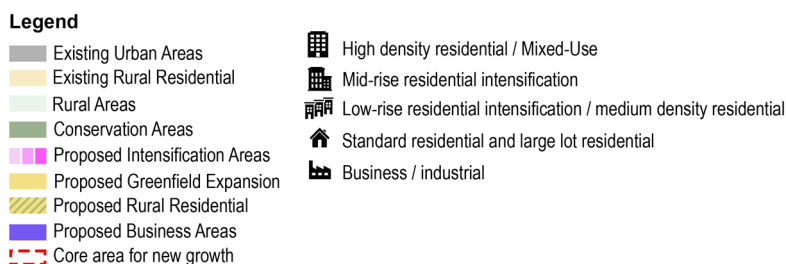 Legend
Existing Urban Areas
Existing Rural Residential
Rural Areas
Conservation Areas
Proposed Intensification Areas
Proposed Greenfield Expansion
Proposed Rural Residential
Proposed Business Areas
Core area for new growth
High density residential / Mixed-Use
Mid-rise residential intensification
Low-rise residential intensification / medium density residential
Standard residential and large lot residential
Business / industrial